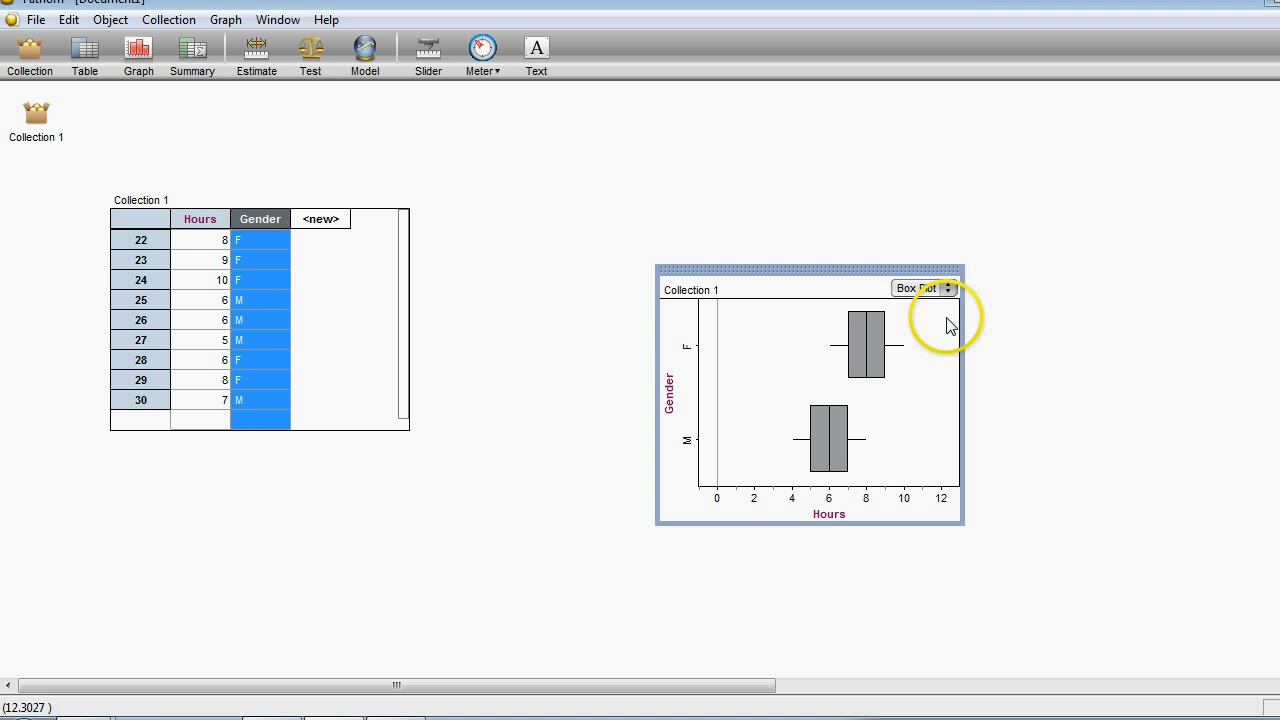 Fathom - [Document1]
File Edit Object Collection Graph Window Help
Collection Table Graph Summary Estimate Test Model Slider Meter▾ A Text
Collection 1
Collection 1
Hours Gender <new>
22 8 F
23 9 F
24 10 F
25 6 M
26 6 M
27 5 M
28 6 F
29 8 F
30 7 M
Collection 1 Box Plot
F
Gender
M
0 2 4 6 8 10 12
Hours
(12.3027 )